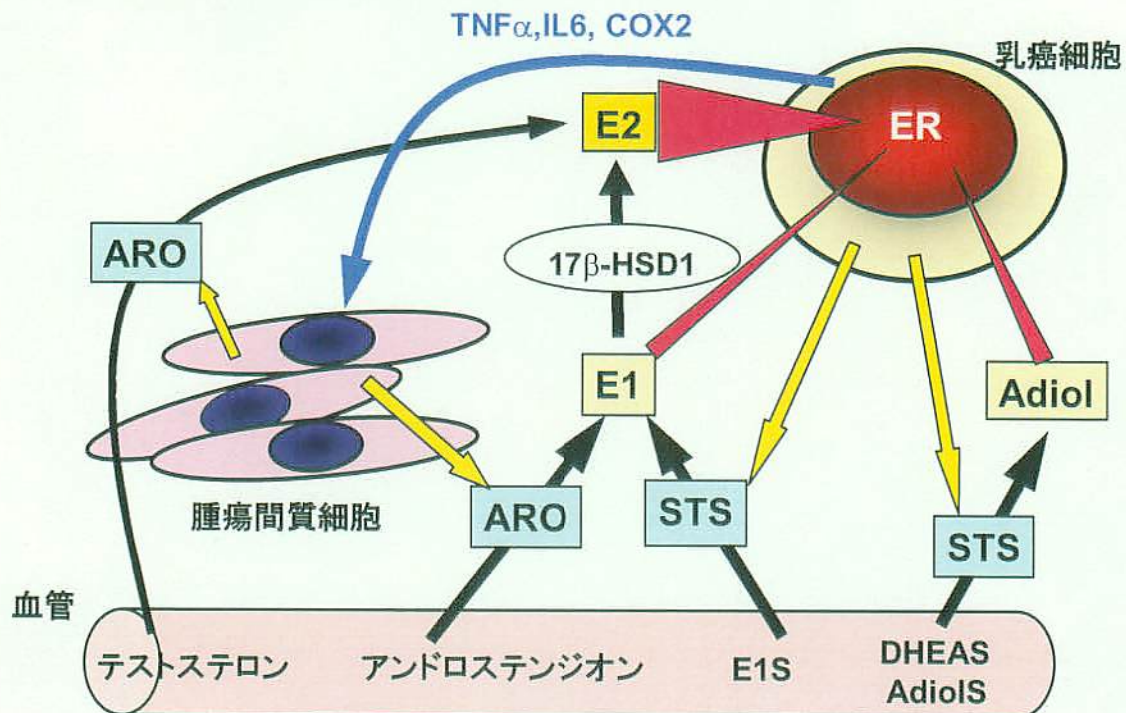 TNFα,IL6, COX2
乳癌細胞
E2
ER
ARO
17β-HSD1
E1
Adiol
ARO
STS
STS
腫瘍間質細胞
血管
テストステロン
アンドロステンジオン
E1S
DHEAS
AdiolS